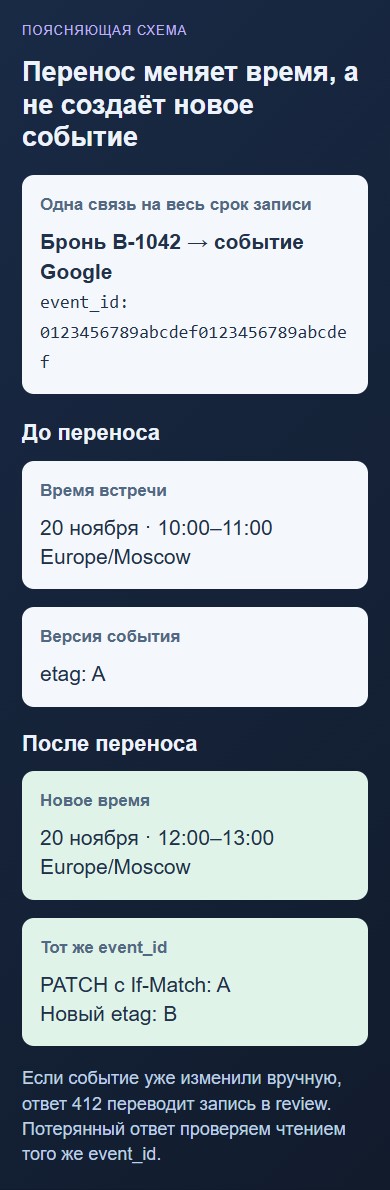 ПОЯСНЯЮЩАЯ СХЕМА
Перенос меняет время, а
не создаёт новое
событие
Одна связь на весь срок записи
Бронь B-1042 → событие
Google
event_id:
0123456789abcdef0123456789abcde
f
До переноса
Время встречи
20 ноября · 10:00–11:00
Europe/Moscow
Версия события
etag: A
После переноса
Новое время
20 ноября · 12:00–13:00
Europe/Moscow
Тот же event_id
PATCH с If-Match: A
Новый etag: B
Если событие уже изменили вручную,
ответ 412 переводит запись в review.
Потерянный ответ проверяем чтением
того же event_id.